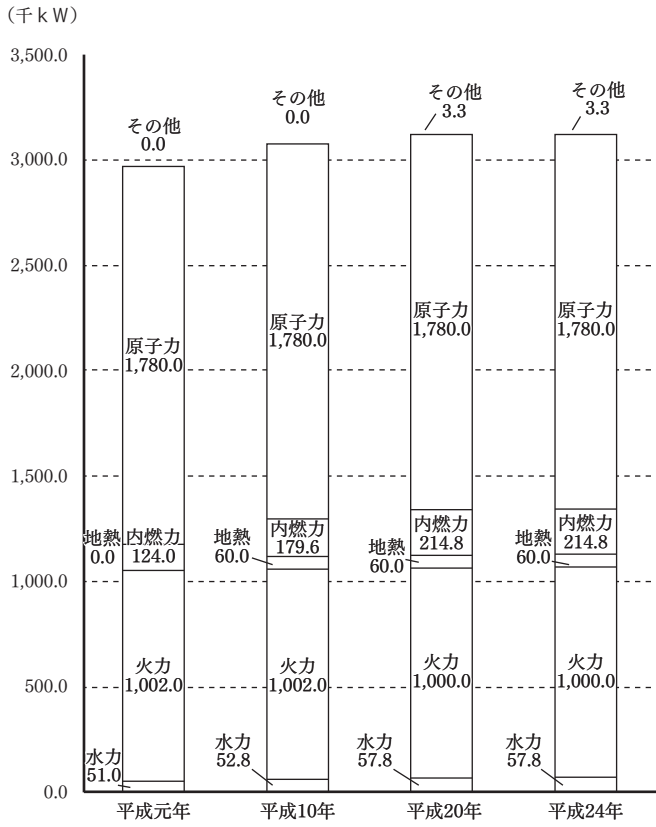 （千ｋＷ）
3,500.0
3,000.0
2,500.0
2,000.0
1,500.0
1,000.0
500.0
0.0
その他
0.0
原子力
1,780.0
地熱
0.0
内燃力
124.0
火力
1,002.0
水力
51.0
平成元年
その他
0.0
原子力
1,780.0
内燃力
179.6
地熱
60.0
火力
1,002.0
水力
52.8
平成10年
その他
3.3
原子力
1,780.0
内燃力
214.8
地熱
60.0
火力
1,000.0
水力
57.8
平成20年
その他
3.3
原子力
1,780.0
内燃力
214.8
地熱
60.0
火力
1,000.0
水力
57.8
平成24年